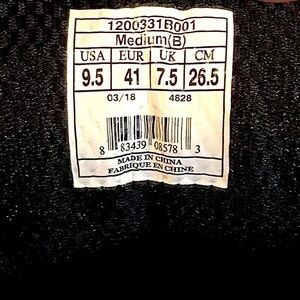 1200331B001
Medium(B)
USA EUR UK CM
9.5 41 7.5 26.5
03/18 4828
8 83439 08578 3
MADE IN CHINA
FABRIQUE EN CHINE